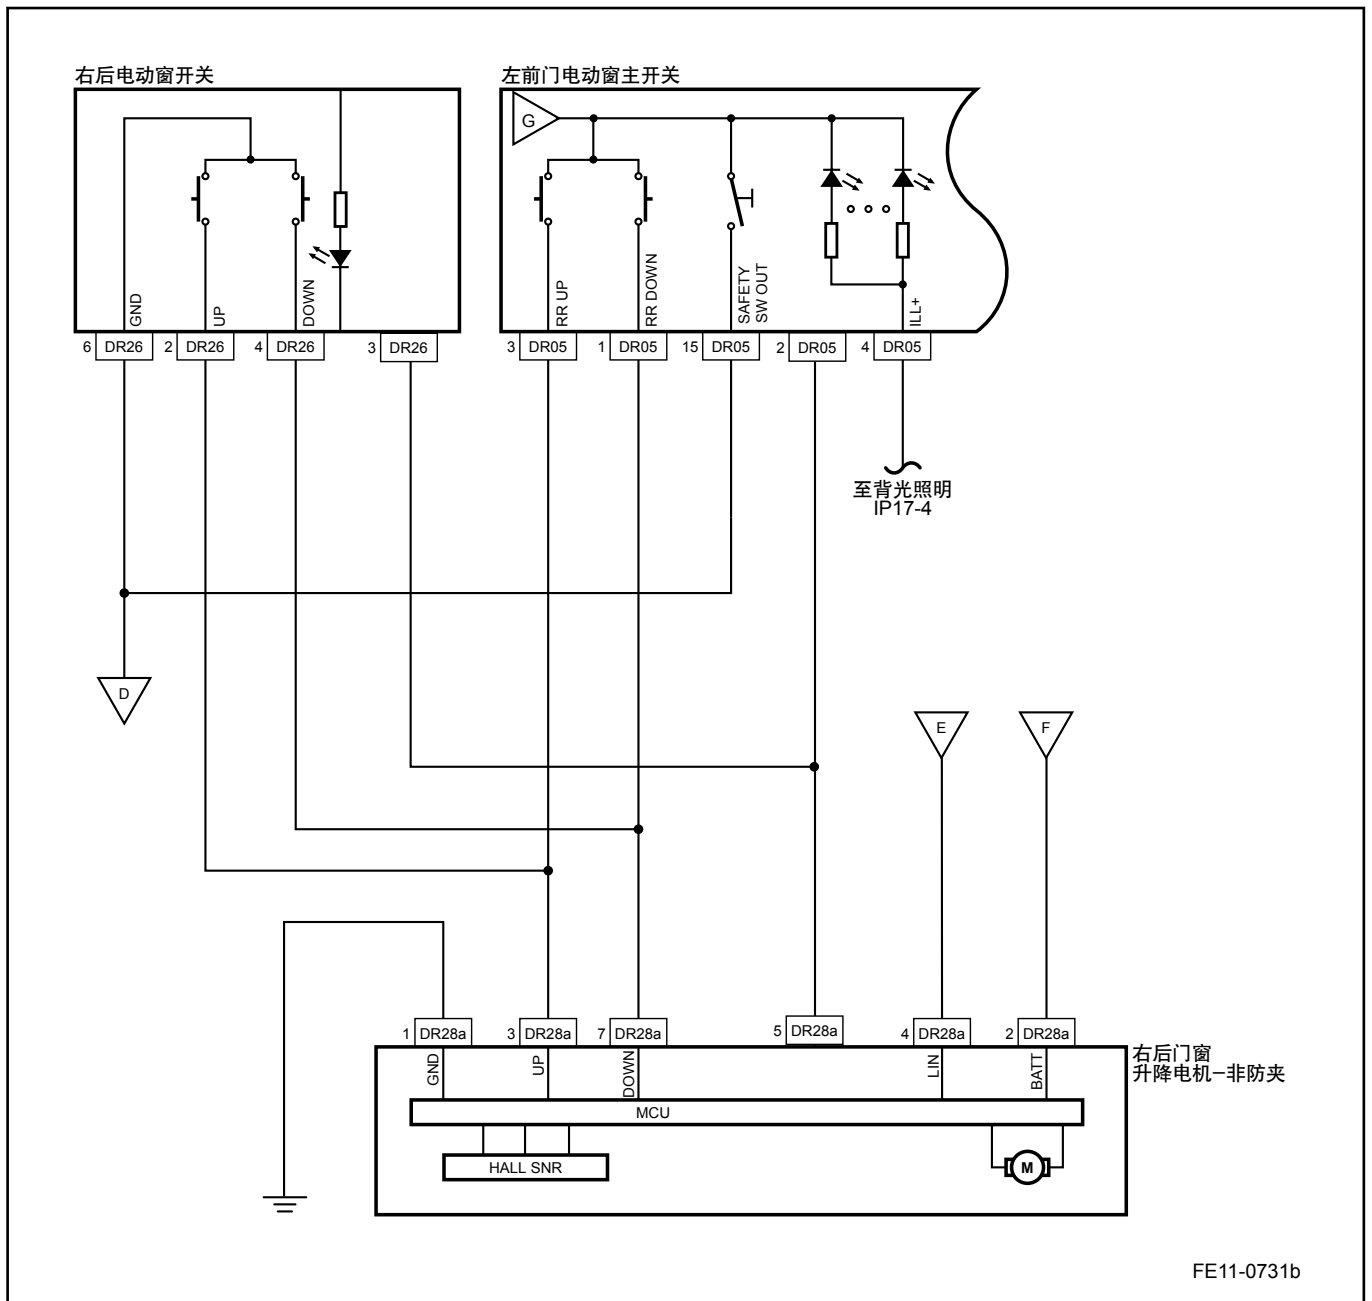 右后电动窗开关
左前门电动窗主开关
G
GND
UP
DOWN
RR UP
RR DOWN
SAFETY
SW OUT
ILL+
6 DR26
2 DR26
4 DR26
3 DR26
3 DR05
1 DR05
15 DR05
2 DR05
4 DR05
至背光照明
IP17-4
D
E
F
1 DR28a
3 DR28a
7 DR28a
5 DR28a
4 DR28a
2 DR28a
GND
UP
DOWN
LIN
BATT
右后门窗
升降电机-非防夹
MCU
HALL SNR
M
FE11-0731b